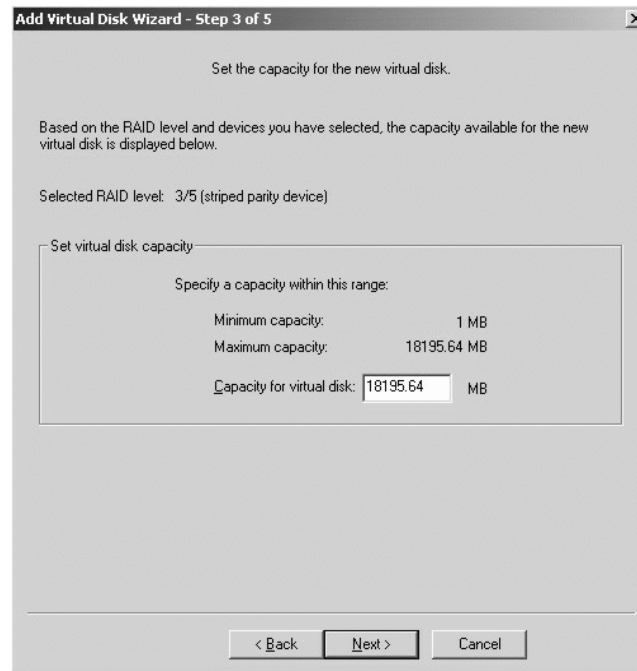 Add Virtual Disk Wizard - Step 3 of 5
Set the capacity for the new virtual disk.
Based on the RAID level and devices you have selected, the capacity available for the new
virtual disk is displayed below.
Selected RAID level: 3/5 (striped parity device)
Set virtual disk capacity
Specify a capacity within this range:
Minimum capacity: 1 MB
Maximum capacity: 18195.64 MB
Capacity for virtual disk: 18195.64 MB
< Back Next > Cancel